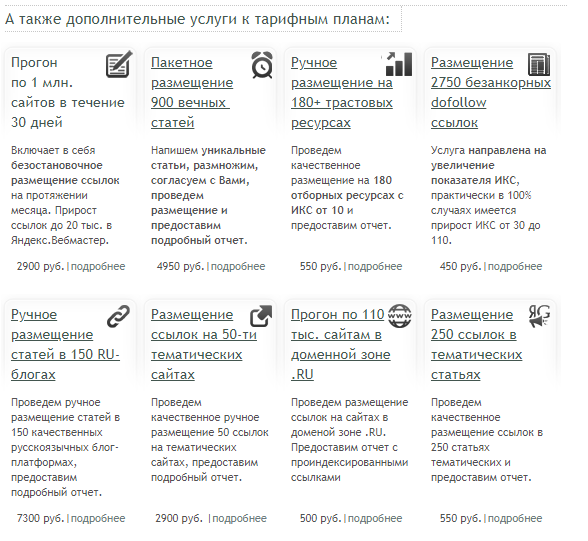 А также дополнительные услуги к тарифным планам:
Прогон
по 1 млн.
сайтов в течение
30 дней
Включает в себя
безостановочное
размещение ссылок
на протяжении
месяца. Прирост
ссылок до 20 тыс. в
Яндекс.Вебмастер.
2900 руб.|подробнее
Пакетное
размещение
900 вечных
статей
Напишем уникальные
статьи, размножим,
согласуем с Вами,
проведем
размещение и
предоставим
подробный отчет.
4950 руб.|подробнее
Ручное
размещение на
180+ трастовых
ресурсах
Проведем
качественное
размещение на 180
отборных ресурсах с
ИКС от 10 и
предоставим отчет.
550 руб.|подробнее
Размещение
2750 безанкорных
dofollow
ссылок
Услуга направлена на
увеличение
показателя ИКС,
практически в 100%
случаях имеется
прирост ИКС от 30 до
110.
450 руб.|подробнее
Ручное
размещение
статей в 150 RU-
блогах
Проведем ручное
размещение статей в
150 качественных
русскоязычных блог-
платформах,
предоставим
подробный отчет.
7300 руб.|подробнее
Размещение
ссылок на 50-ти
тематических
сайтах
Проведем
качественное ручное
размещение 50 ссылок
на тематических
сайтах, предоставим
подробный отчет.
2900 руб.|подробнее
Прогон по 110
тыс. сайтам в
доменной зоне
.RU
www
Проведем размещение
ссылок на сайтах в
доменой зоне .RU.
Предоставим отчет с
проиндексированными
ссылками
500 руб.|подробнее
Размещение
250 ссылок в
тематических
статьях
ЯG
Проведем
качественное
размещение ссылок в
250 статьях
тематических и
предоставим отчет.
550 руб.|подробнее